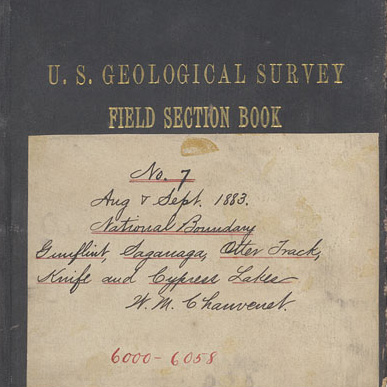 U. S. GEOLOGICAL SURVEY
FIELD SECTION BOOK
No. 7
Aug & Sept. 1883.
National Boundary
Gunflint, Saganaga, Otter Track,
Knife and Cypress Lakes
W. M. Chauvenet.
6000-6058